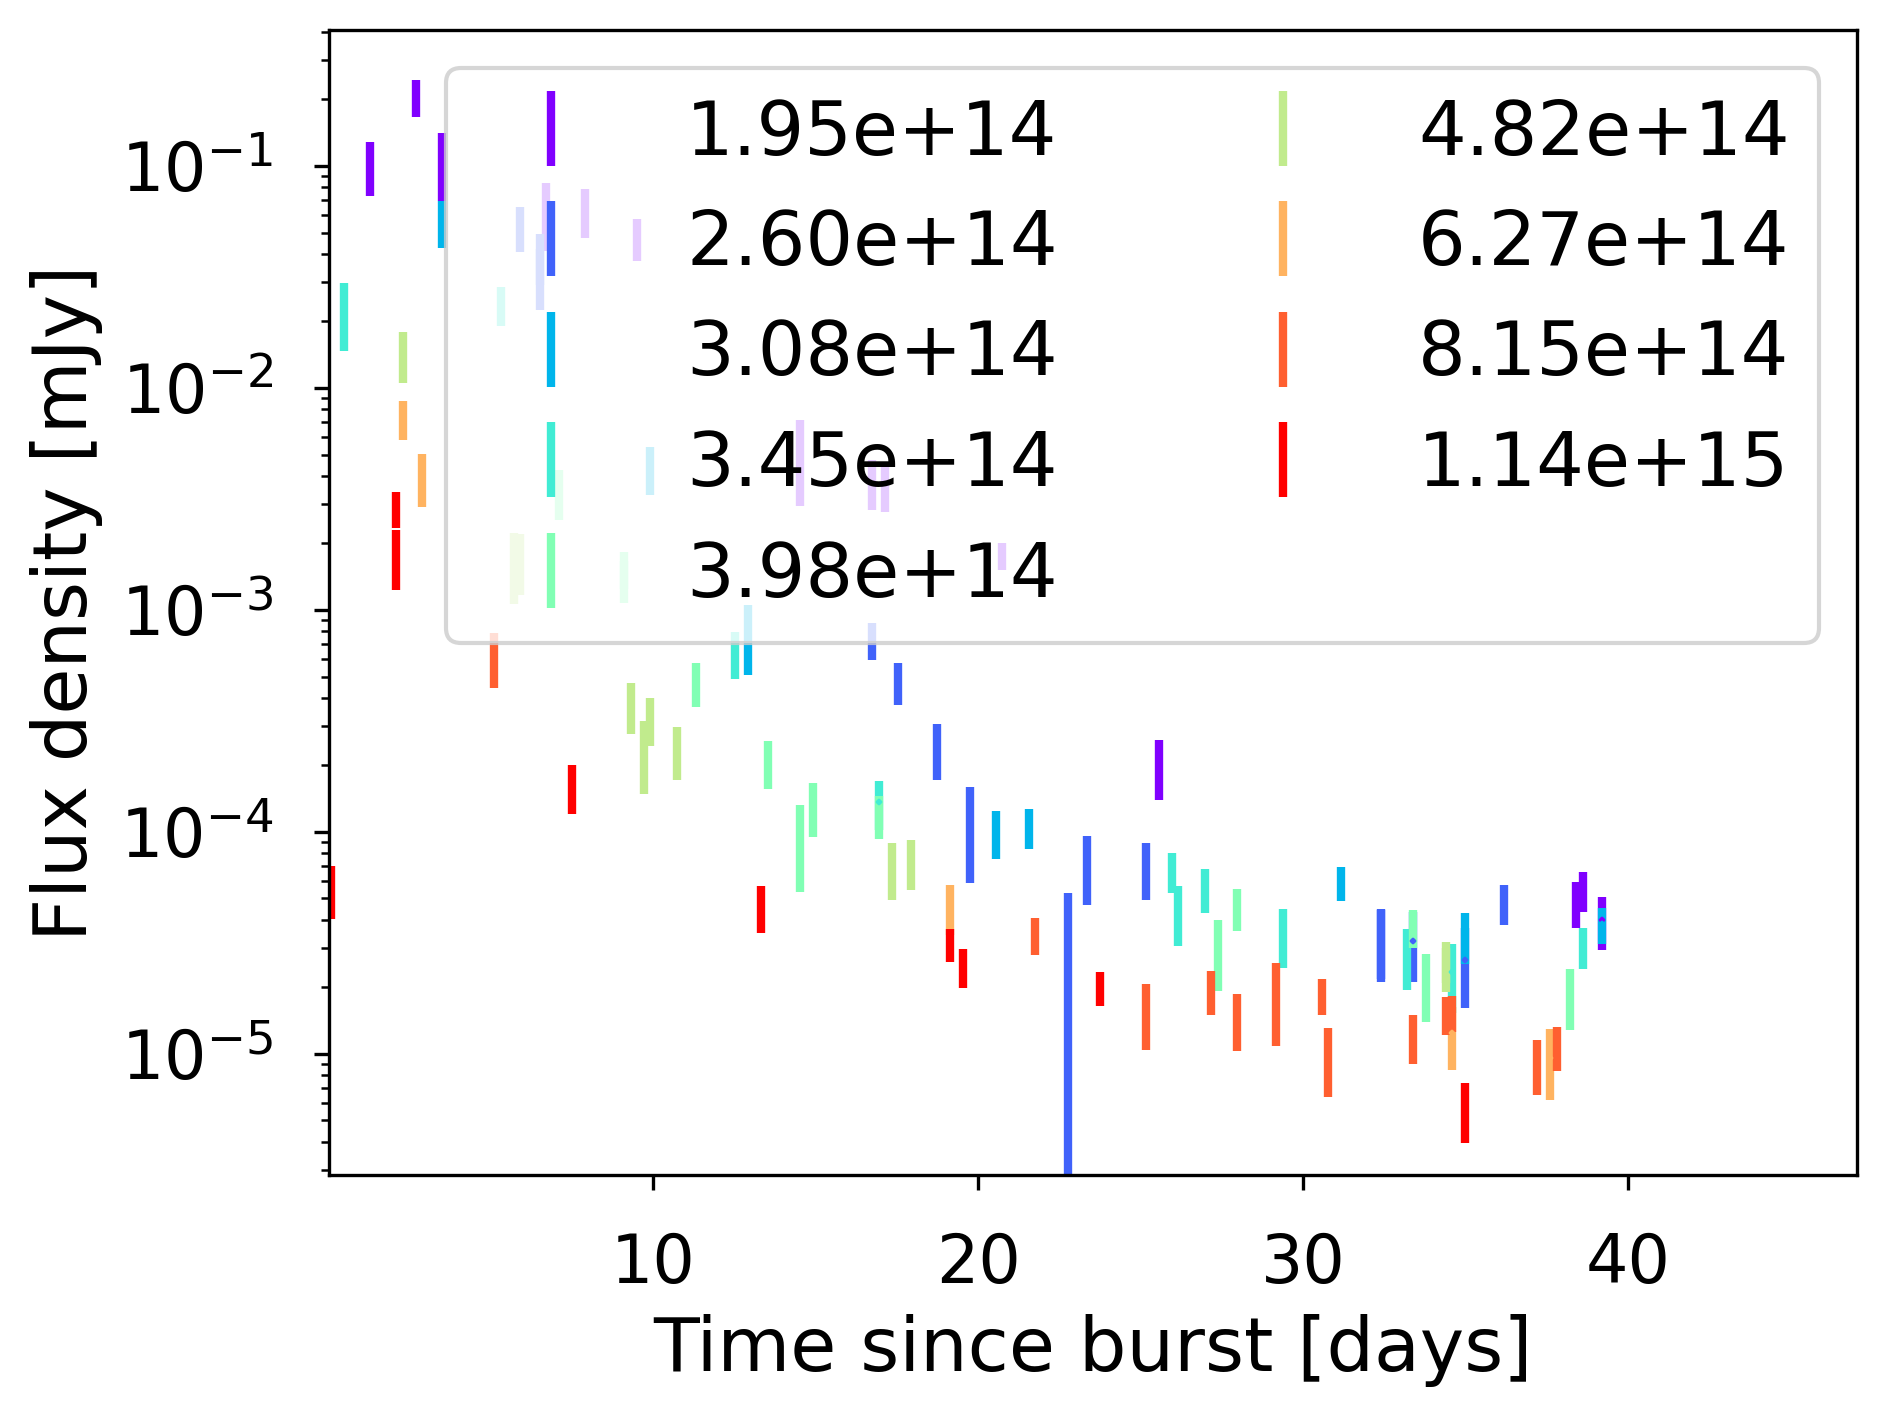 Flux density [mJy]
10⁻¹
10⁻²
10⁻³
10⁻⁴
10⁻⁵
1.95e+14
2.60e+14
3.08e+14
3.45e+14
3.98e+14
4.82e+14
6.27e+14
8.15e+14
1.14e+15
10 20 30 40
Time since burst [days]